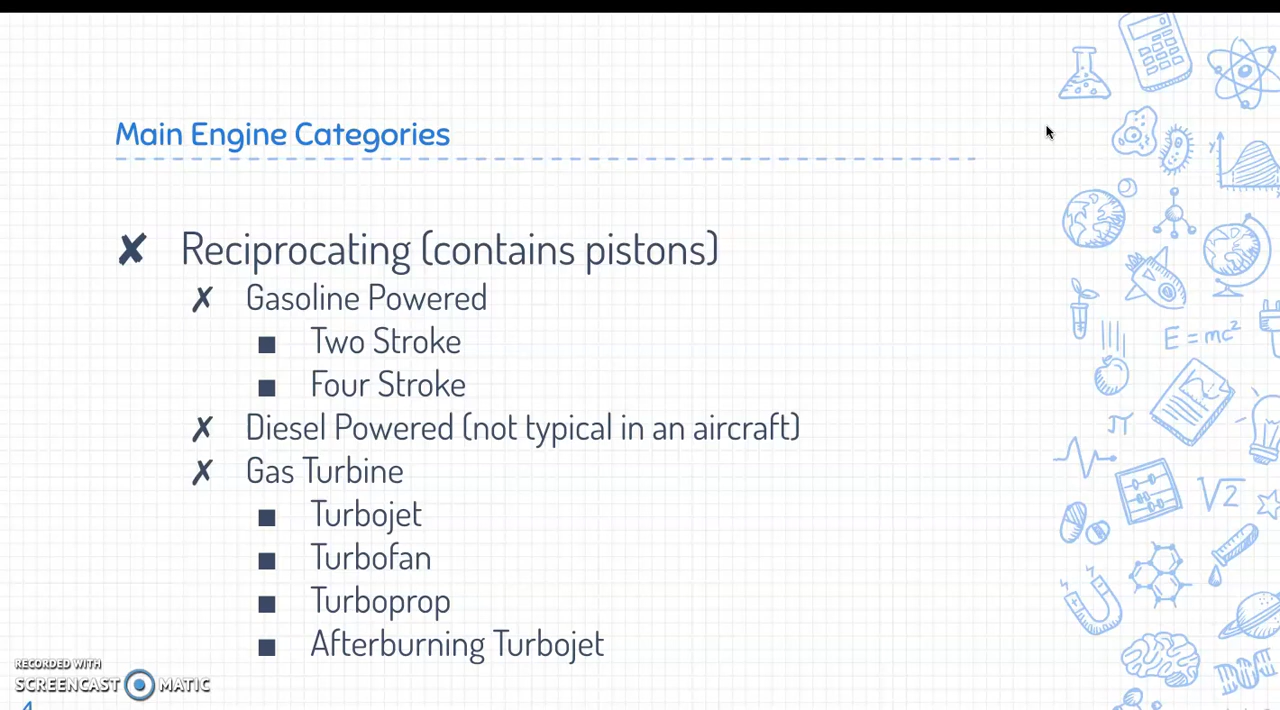 Main Engine Categories
✘ Reciprocating (contains pistons)
✗ Gasoline Powered
■ Two Stroke
■ Four Stroke
✗ Diesel Powered (not typical in an aircraft)
✗ Gas Turbine
■ Turbojet
■ Turbofan
■ Turboprop
■ Afterburning Turbojet
y
E = mc²
π
√2
RECORDED WITH
SCREENCAST MATIC
4